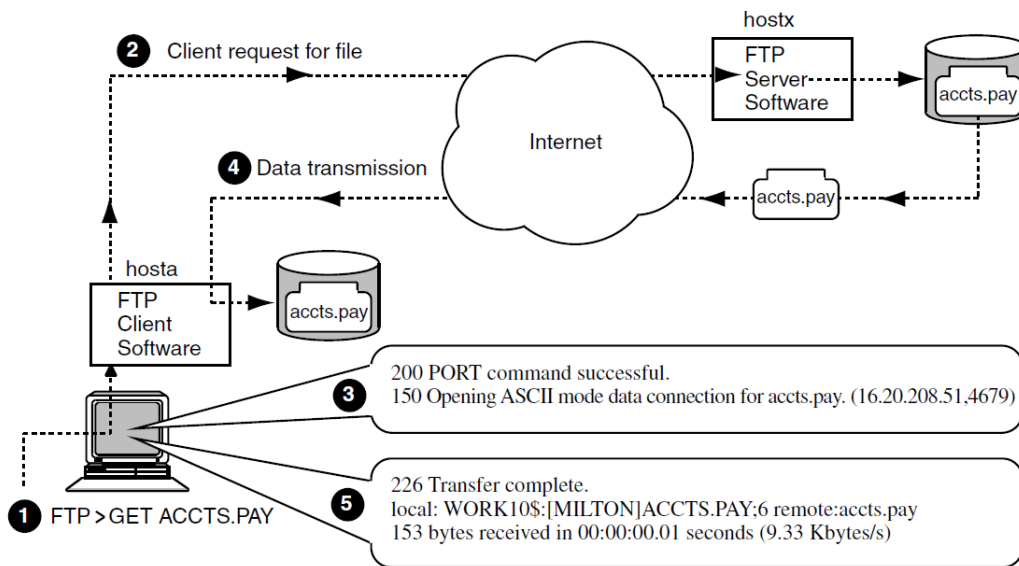 hostx
2 Client request for file
FTP
Server
Software
accts.pay
Internet
4 Data transmission
accts.pay
hosta
FTP
Client
Software
accts.pay
200 PORT command successful.
3 150 Opening ASCII mode data connection for accts.pay. (16.20.208.51,4679)
226 Transfer complete.
5 local: WORK10$:[MILTON]ACCTS.PAY;6 remote:accts.pay
153 bytes received in 00:00:00.01 seconds (9.33 Kbytes/s)
1 FTP>GET ACCTS.PAY